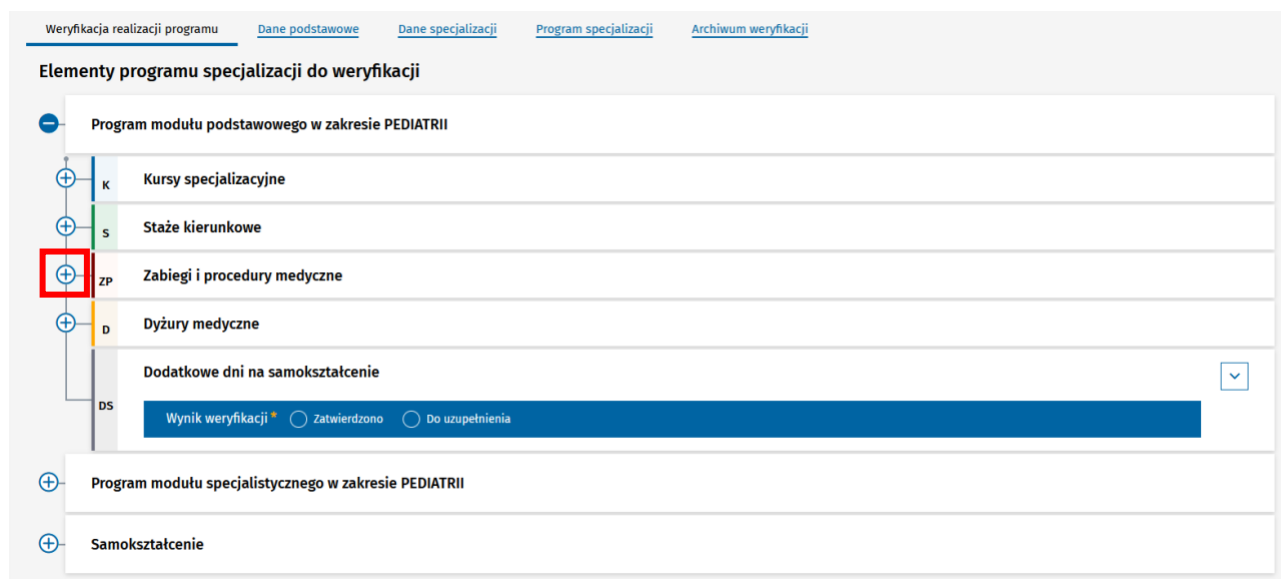 Weryfikacja realizacji programu Dane podstawowe Dane specjalizacji Program specjalizacji Archiwum weryfikacji
Elementy programu specjalizacji do weryfikacji
Program modułu podstawowego w zakresie PEDIATRII
K Kursy specjalizacyjne
S Staże kierunkowe
ZP Zabiegi i procedury medyczne
D Dyżury medyczne
Dodatkowe dni na samokształcenie
DS
Wynik weryfikacji * Zatwierdzono Do uzupełnienia
Program modułu specjalistycznego w zakresie PEDIATRII
Samokształcenie